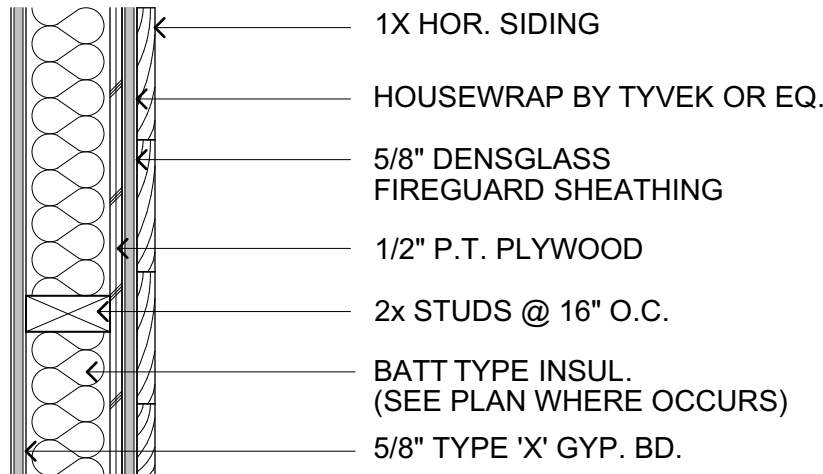 1X HOR. SIDING
HOUSEWRAP BY TYVEK OR EQ.
5/8" DENSGLASS
FIREGUARD SHEATHING
1/2" P.T. PLYWOOD
2x STUDS @ 16" O.C.
BATT TYPE INSUL.
(SEE PLAN WHERE OCCURS)
5/8" TYPE 'X' GYP. BD.